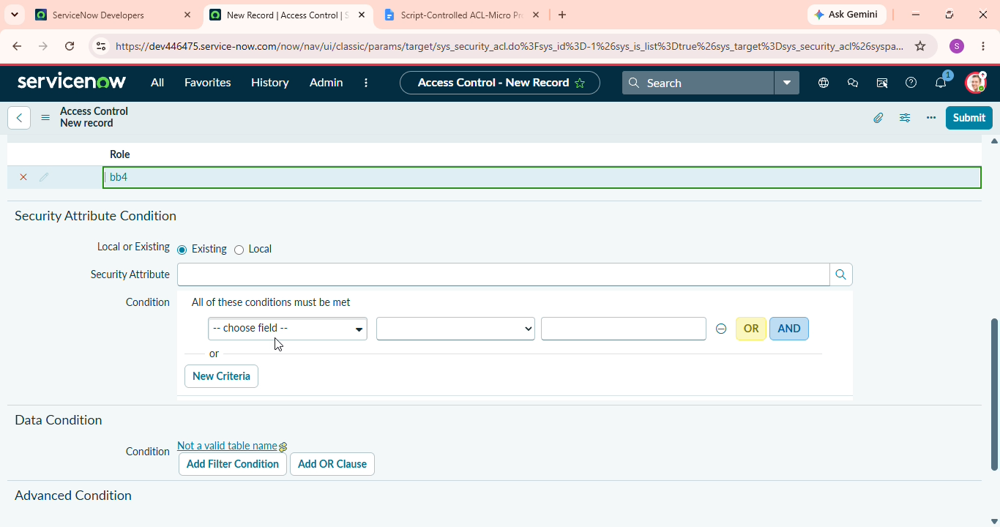 ServiceNow Developers
New Record | Access Control | S
Script-Controlled ACL-Micro Pr
Ask Gemini
https://dev446475.service-now.com/now/nav/ui/classic/params/target/sys_security_acl.do%3Fsys_id%3D-1%26sys_is_list%3Dtrue%26sys_target%3Dsys_security_acl%26syspa...
S
servicenow
All
Favorites
History
Admin
Access Control - New Record
Search
1
Access Control
New record
Submit
Role
bb4
Security Attribute Condition
Local or Existing
Existing
Local
Security Attribute
Condition
All of these conditions must be met
-- choose field --
OR
AND
or
New Criteria
Data Condition
Condition
Not a valid table name
Add Filter Condition
Add OR Clause
Advanced Condition